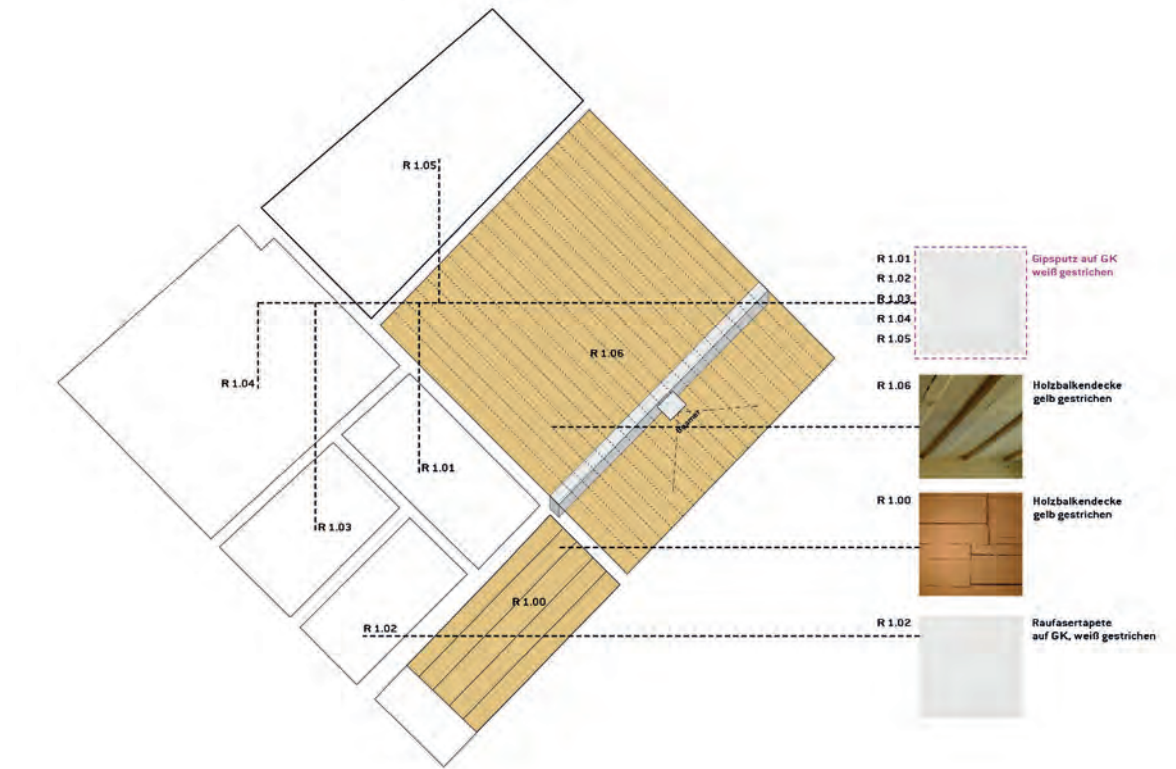 R 1.05
R 1.06
R 1.04
R 1.01
R 1.03
R 1.00
R 1.02
Beamer
R 1.01
R 1.02
R 1.03
R 1.04
R 1.05
Gipsputz auf GK
weiß gestrichen
R 1.06
Holzbalkendecke
gelb gestrichen
R 1.00
Holzbalkendecke
gelb gestrichen
R 1.02
Raufasertapete
auf GK, weiß gestrichen